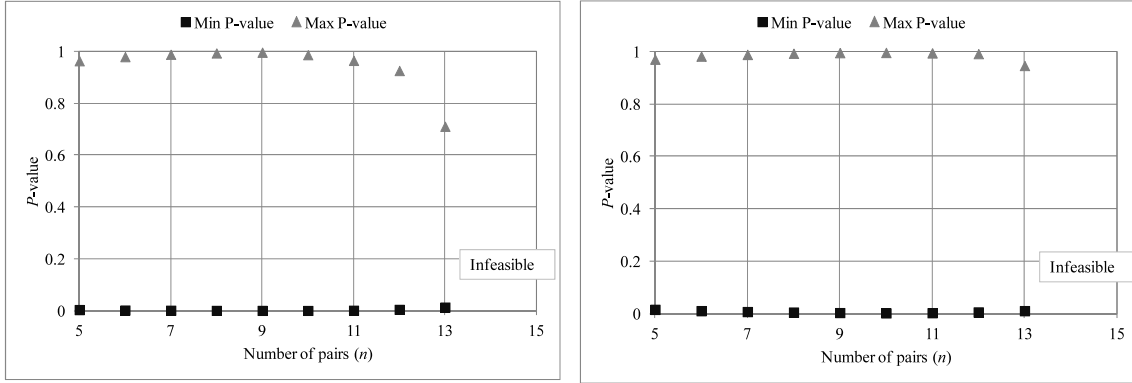 Min P-value Max P-value
1
0.8
0.6
0.4
0.2
0
P-value
Infeasible
5 7 9 11 13 15
Number of pairs (n)
Min P-value Max P-value
1
0.8
0.6
0.4
0.2
0
P-value
Infeasible
5 7 9 11 13 15
Number of pairs (n)